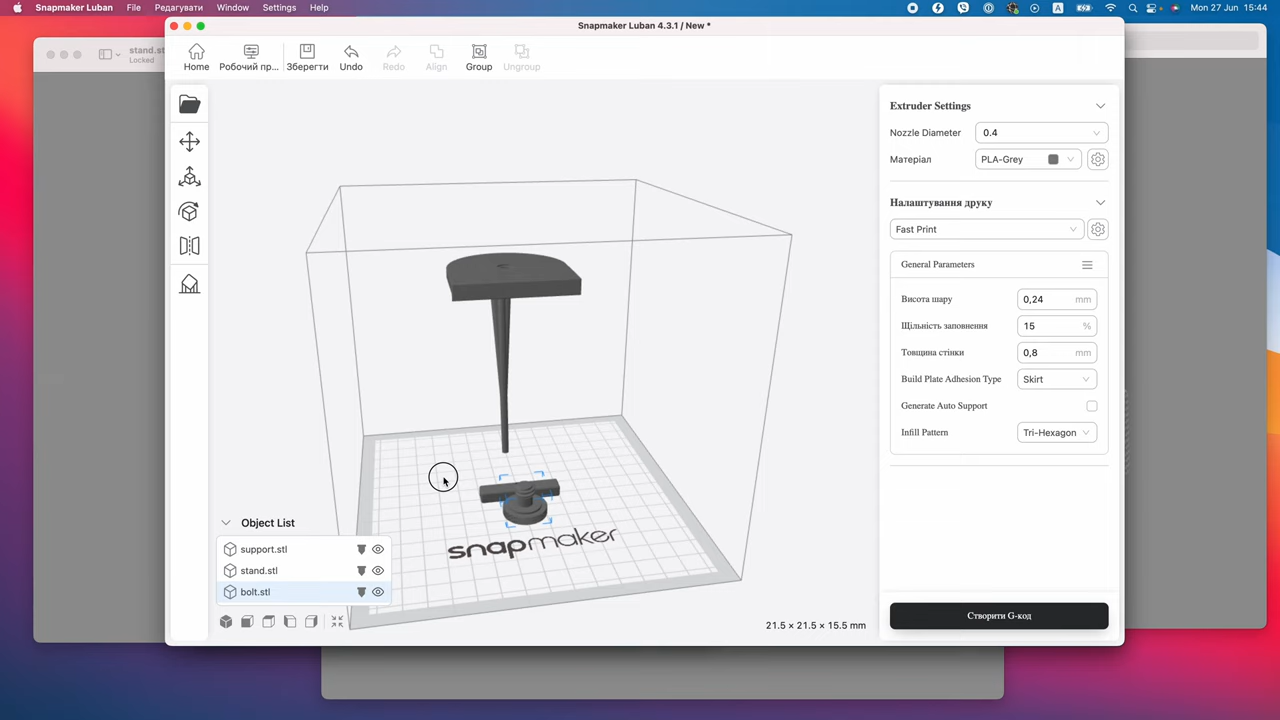 Snapmaker Luban File Редагувати Window Settings Help A Mon 27 Jun 15:44
Snapmaker Luban 4.3.1 / New *
stand.st
Locked
Home Робочий пр... Зберегти Undo Redo Align Group Ungroup
Extruder Settings
Nozzle Diameter 0.4
Матеріал PLA-Grey
Налаштування друку
Fast Print
General Parameters
Висота шару 0,24 mm
Щільність заповнення 15 %
Товщина стінки 0,8 mm
Build Plate Adhesion Type Skirt
Generate Auto Support
Infill Pattern Tri-Hexagon
snapmaker
Object List
support.stl
stand.stl
bolt.stl
21.5 × 21.5 × 15.5 mm
Створити G-код